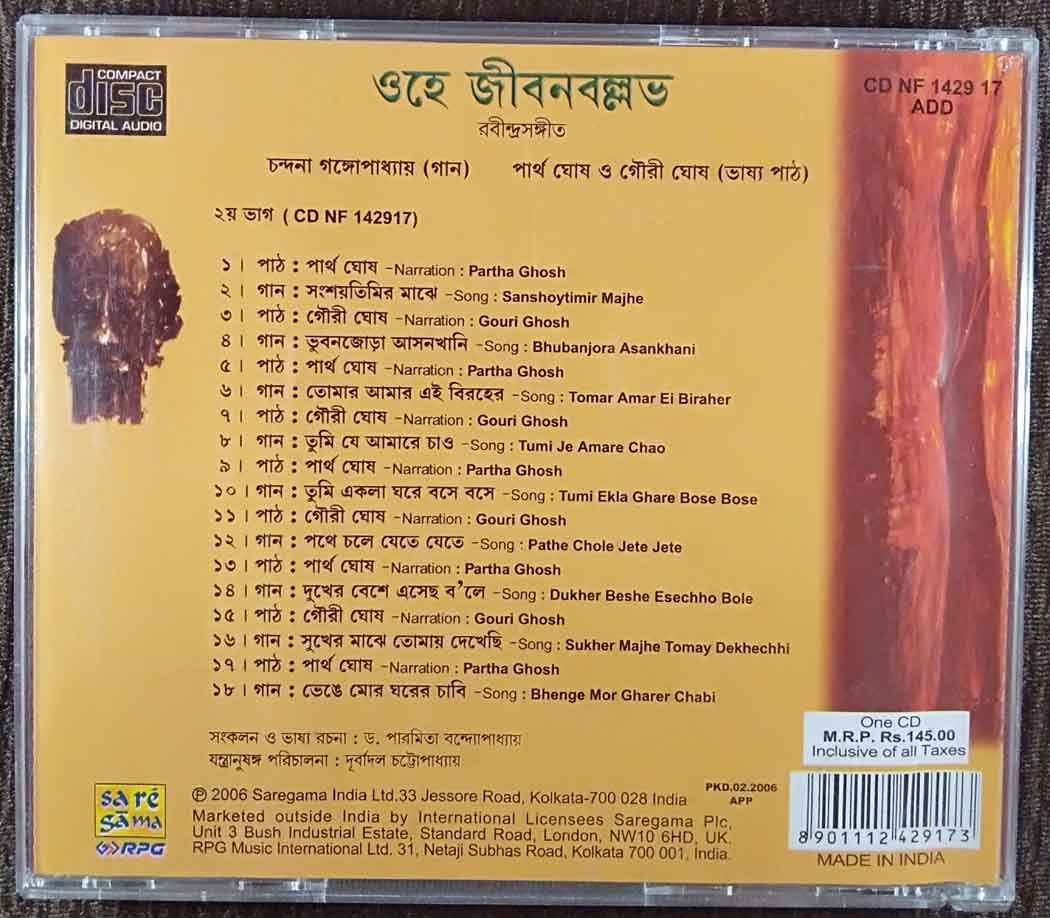 COMPACT
disc
DIGITAL AUDIO
ওহে জীবনবল্লভ
রবীন্দ্রসঙ্গীত
CD NF 1429 17
ADD
চন্দনা গঙ্গোপাধ্যায় (গান) পার্থ ঘোষ ও গৌরী ঘোষ (ভাষ্য পাঠ)
২য় ভাগ ( CD NF 142917)
১ । পাঠ : পার্থ ঘোষ –Narration : Partha Ghosh
২ । গান : সংশয়তিমির মাঝে –Song : Sanshoytimir Majhe
৩ । পাঠ : গৌরী ঘোষ –Narration : Gouri Ghosh
৪ । গান : ভুবনজোড়া আসনখানি –Song : Bhubanjora Asankhani
৫ । পাঠ : পার্থ ঘোষ –Narration : Partha Ghosh
৬ । গান : তোমার আমার এই বিরহের –Song : Tomar Amar Ei Biraher
৭ । পাঠ : গৌরী ঘোষ –Narration : Gouri Ghosh
৮ । গান : তুমি যে আমারে চাও –Song : Tumi Je Amare Chao
৯ । পাঠ : পার্থ ঘোষ –Narration : Partha Ghosh
১০ । গান : তুমি একলা ঘরে বসে বসে –Song : Tumi Ekla Ghare Bose Bose
১১ । পাঠ : গৌরী ঘোষ –Narration : Gouri Ghosh
১২ । গান : পথে চলে যেতে যেতে –Song : Pathe Chole Jete Jete
১৩ । পাঠ : পার্থ ঘোষ –Narration : Partha Ghosh
১৪ । গান : দুখের বেশে এসেছ ব'লে –Song : Dukher Beshe Esechho Bole
১৫ । পাঠ : গৌরী ঘোষ –Narration : Gouri Ghosh
১৬ । গান : সুখের মাঝে তোমায় দেখেছি –Song : Sukher Majhe Tomay Dekhechhi
১৭ । পাঠ : পার্থ ঘোষ –Narration : Partha Ghosh
১৮ । গান : ভেঙে মোর ঘরের চাবি –Song : Bhenge Mor Gharer Chabi
সংকলন ও ভাষ্য রচনা : ড. পারমিতা বন্দ্যোপাধ্যায়
যন্ত্রানুষঙ্গ পরিচালনা : দূর্বাদল চট্টোপাধ্যায়
One CD
M.R.P. Rs.145.00
Inclusive of all Taxes
saregama
RPG
℗ 2006 Saregama India Ltd.33 Jessore Road, Kolkata-700 028 India
PKD.02.2006
APP
Marketed outside India by International Licensees Saregama Plc,
Unit 3 Bush Industrial Estate, Standard Road, London, NW10 6HD, UK.
RPG Music International Ltd. 31, Netaji Subhas Road, Kolkata 700 001, India.
8 901112 429173
MADE IN INDIA